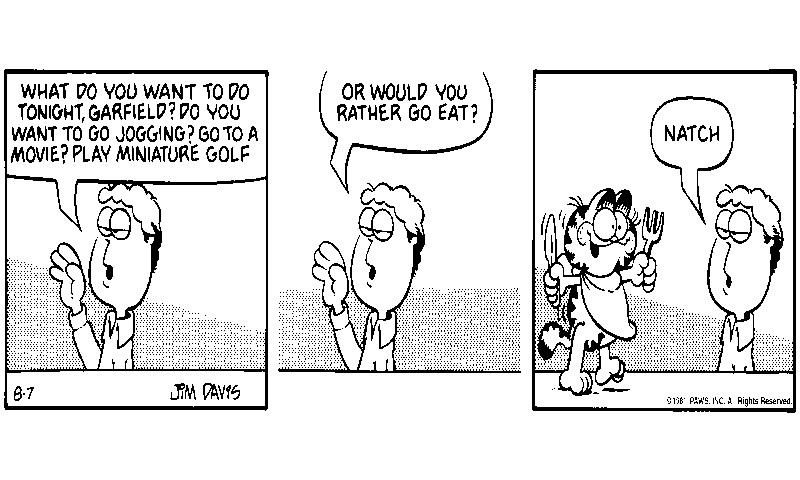 WHAT DO YOU WANT TO DO
TONIGHT, GARFIELD? DO YOU
WANT TO GO JOGGING? GO TO A
MOVIE? PLAY MINIATURE GOLF
OR WOULD YOU
RATHER GO EAT?
NATCH
8-7
JIM DAVIS
©1981 PAWS, INC. A Rights Reserved.